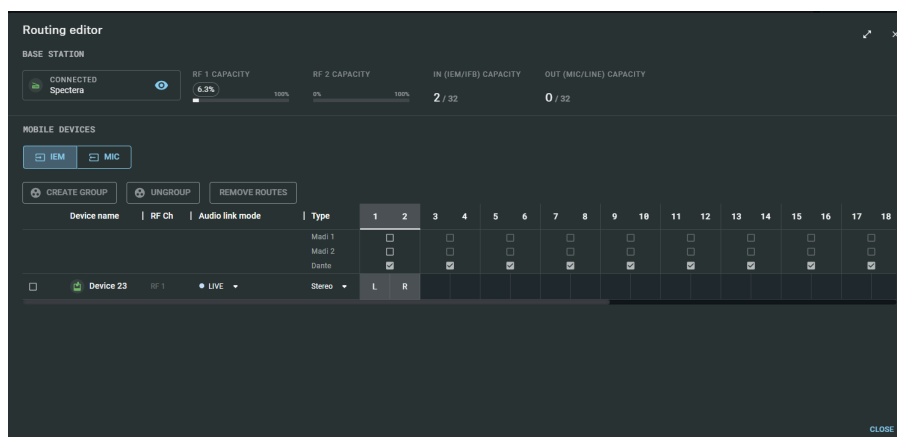 Routing editor
BASE STATION
CONNECTED
Spectera
RF 1 CAPACITY
6.3%
100%
RF 2 CAPACITY
0%
100%
IN (IEM/IFB) CAPACITY
2 / 32
OUT (MIC/LINE) CAPACITY
0 / 32
MOBILE DEVICES
IEM MIC
CREATE GROUP UNGROUP REMOVE ROUTES
Device name RF Ch Audio link mode Type 1 2 3 4 5 6 7 8 9 10 11 12 13 14 15 16 17 18
Madi 1
Madi 2
Dante
Device 23 RF 1 LIVE Stereo L R
CLOSE